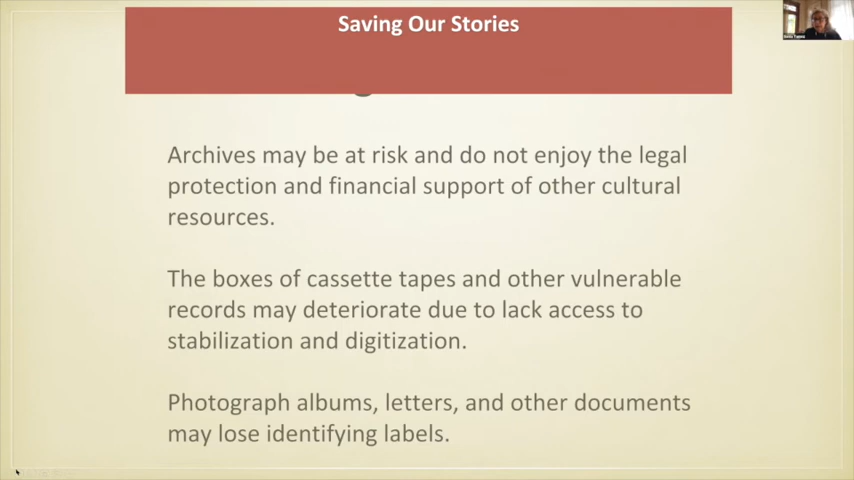 Saving Our Stories
Archives may be at risk and do not enjoy the legal
protection and financial support of other cultural
resources.
The boxes of cassette tapes and other vulnerable
records may deteriorate due to lack access to
stabilization and digitization.
Photograph albums, letters, and other documents
may lose identifying labels.